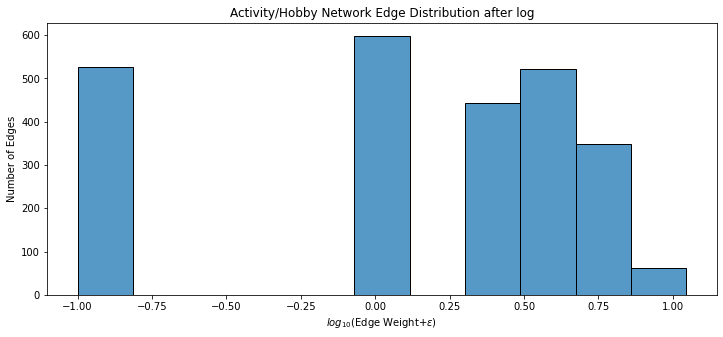 Activity/Hobby Network Edge Distribution after log
Number of Edges
600
500
400
300
200
100
0
−1.00 −0.75 −0.50 −0.25 0.00 0.25 0.50 0.75 1.00
log₁₀(Edge Weight+ε)